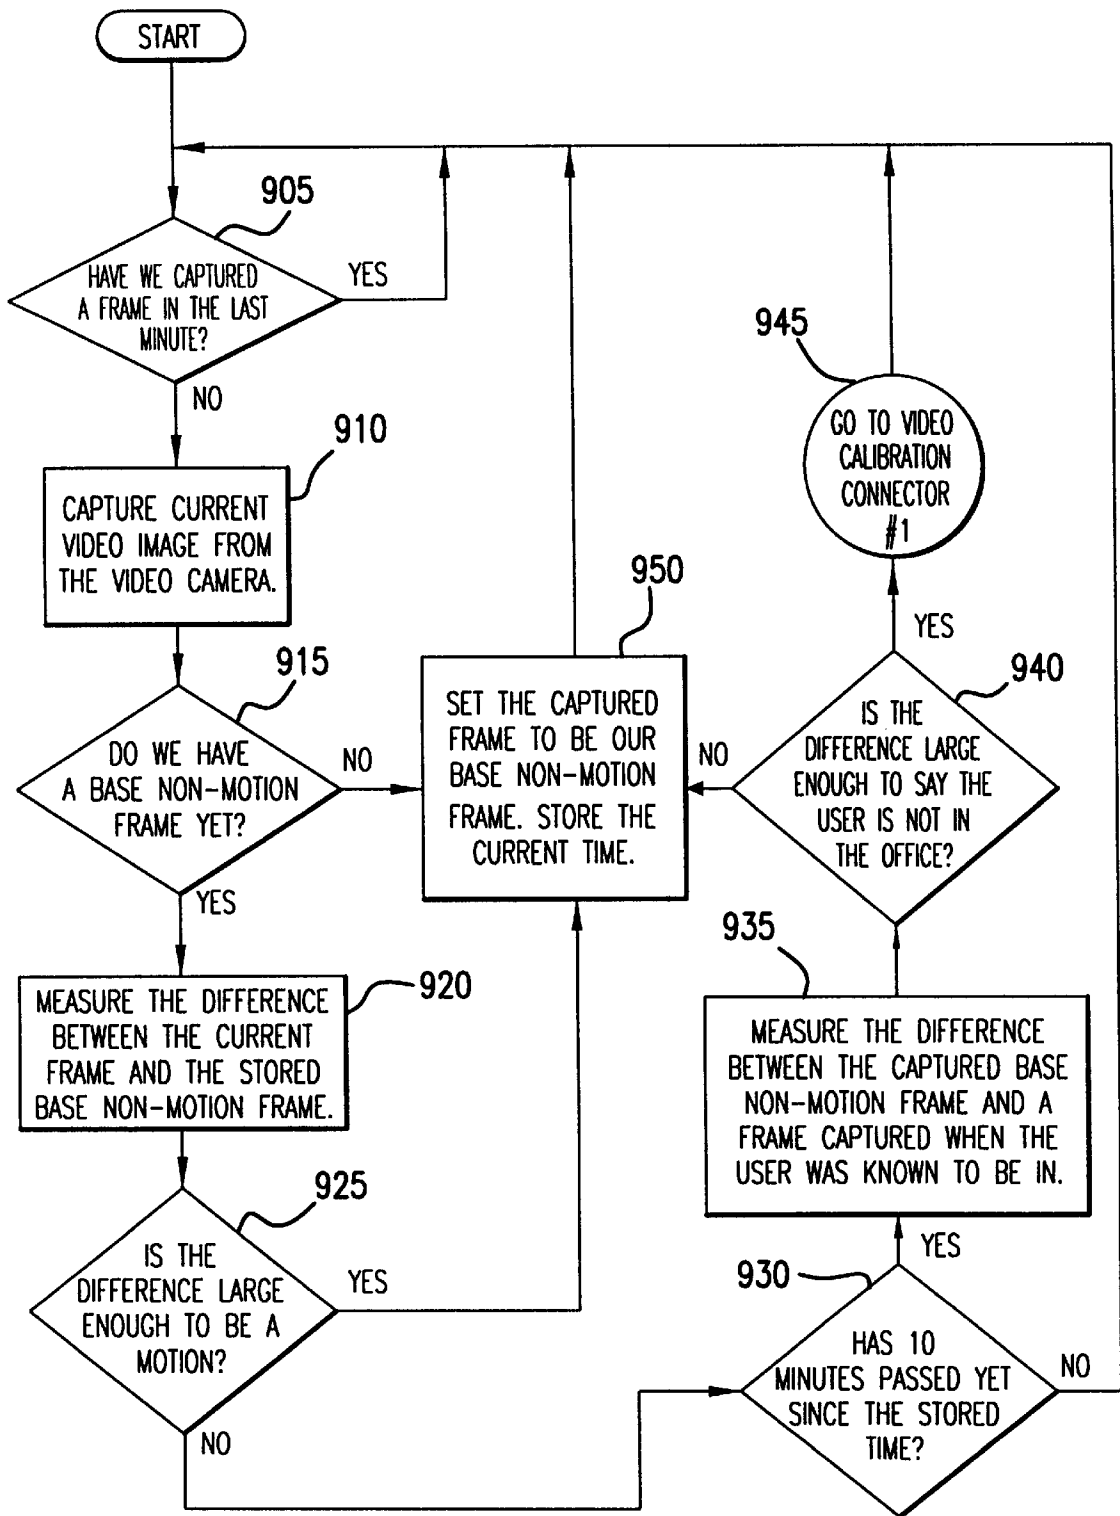 START
905
HAVE WE CAPTURED
A FRAME IN THE LAST
MINUTE?
YES
NO
910
CAPTURE CURRENT
VIDEO IMAGE FROM
THE VIDEO CAMERA.
915
DO WE HAVE
A BASE NON-MOTION
FRAME YET?
NO
YES
920
MEASURE THE DIFFERENCE
BETWEEN THE CURRENT
FRAME AND THE STORED
BASE NON-MOTION FRAME.
925
IS THE
DIFFERENCE LARGE
ENOUGH TO BE A
MOTION?
YES
NO
950
SET THE CAPTURED
FRAME TO BE OUR
BASE NON-MOTION
FRAME. STORE THE
CURRENT TIME.
945
GO TO VIDEO
CALIBRATION
CONNECTOR
#1
YES
940
IS THE
DIFFERENCE LARGE
ENOUGH TO SAY THE
USER IS NOT IN
THE OFFICE?
NO
935
MEASURE THE DIFFERENCE
BETWEEN THE CAPTURED BASE
NON-MOTION FRAME AND A
FRAME CAPTURED WHEN THE
USER WAS KNOWN TO BE IN.
YES
930
HAS 10
MINUTES PASSED YET
SINCE THE STORED
TIME?
NO